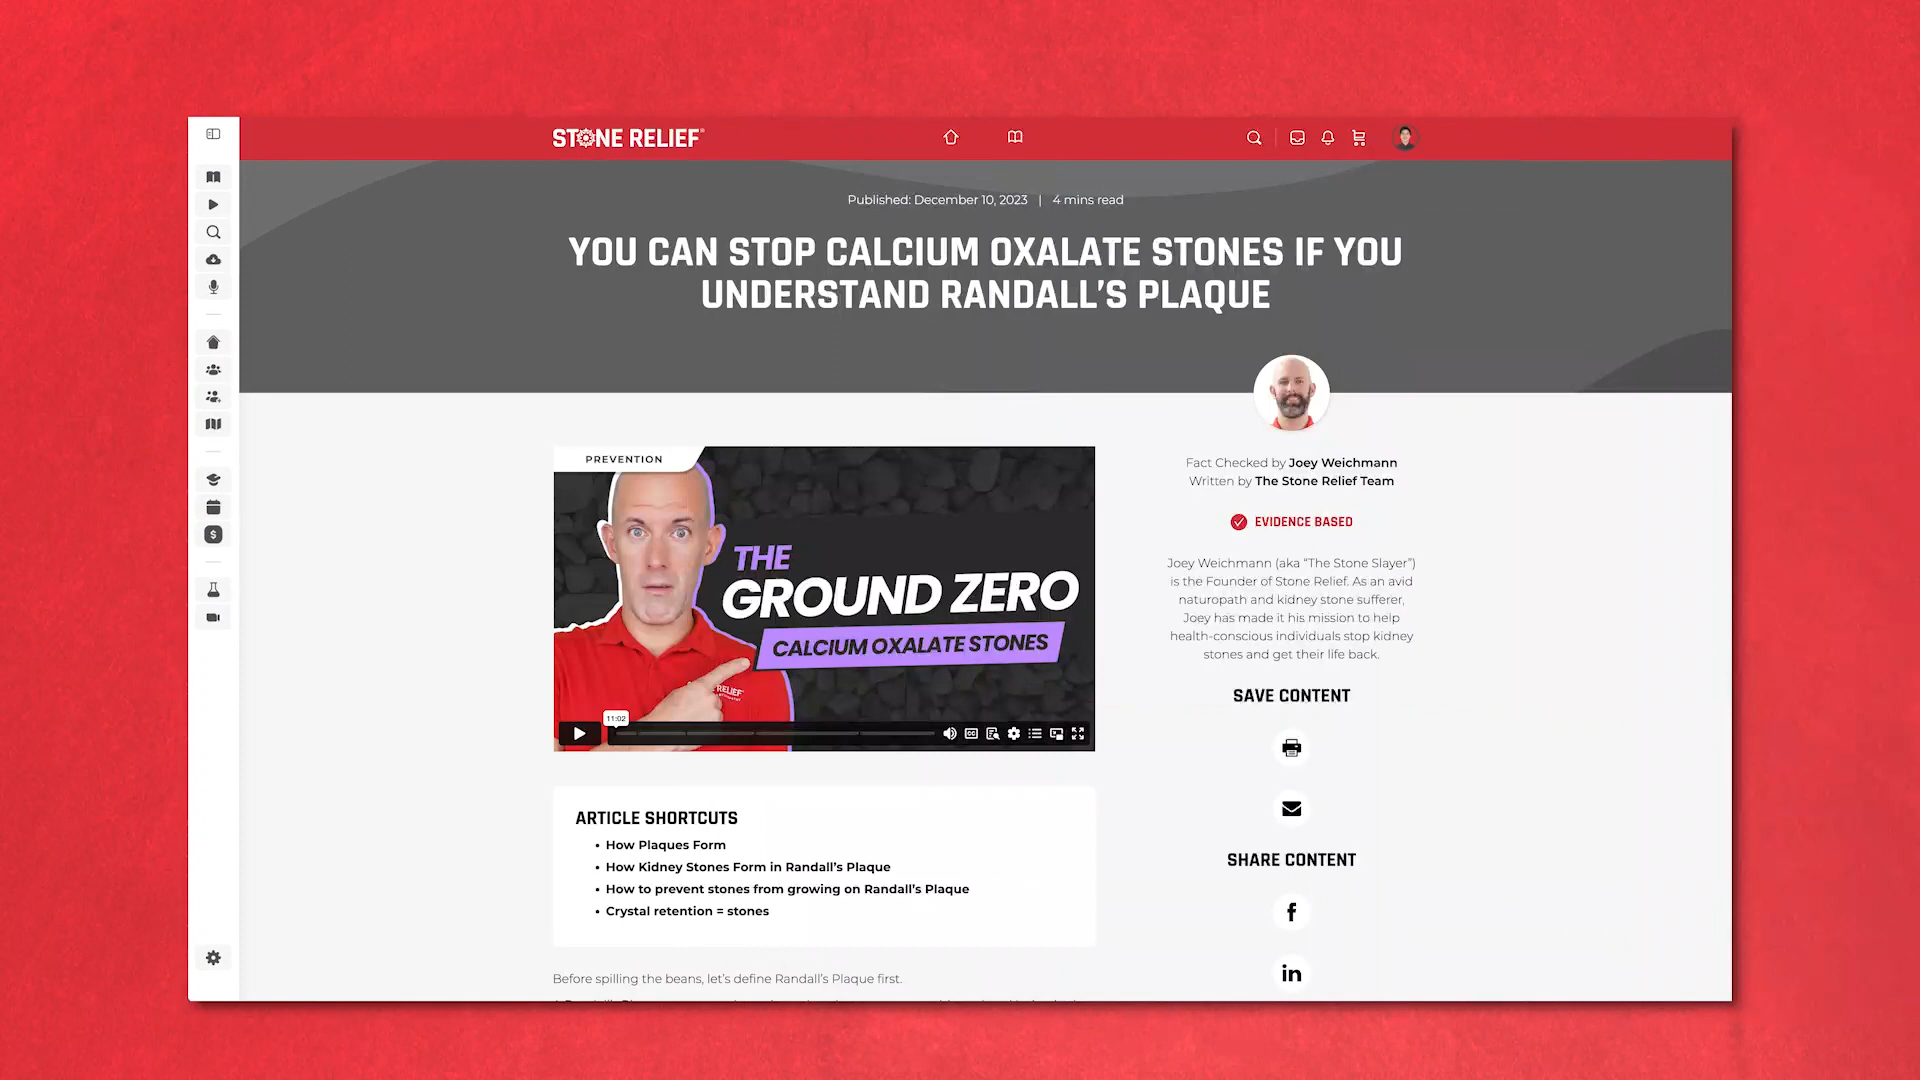 STONE RELIEF
Published: December 10, 2023 | 4 mins read
YOU CAN STOP CALCIUM OXALATE STONES IF YOU
UNDERSTAND RANDALL’S PLAQUE
PREVENTION
THE
GROUND ZERO
CALCIUM OXALATE STONES
RELIEF
11:02
CC
Fact Checked by Joey Weichmann
Written by The Stone Relief Team
EVIDENCE BASED
Joey Weichmann (aka “The Stone Slayer”)
is the Founder of Stone Relief. As an avid
naturopath and kidney stone sufferer,
Joey has made it his mission to help
health-conscious individuals stop kidney
stones and get their life back.
SAVE CONTENT
SHARE CONTENT
ARTICLE SHORTCUTS
• How Plaques Form
• How Kidney Stones Form in Randall’s Plaque
• How to prevent stones from growing on Randall’s Plaque
• Crystal retention = stones
Before spilling the beans, let’s define Randall’s Plaque first.